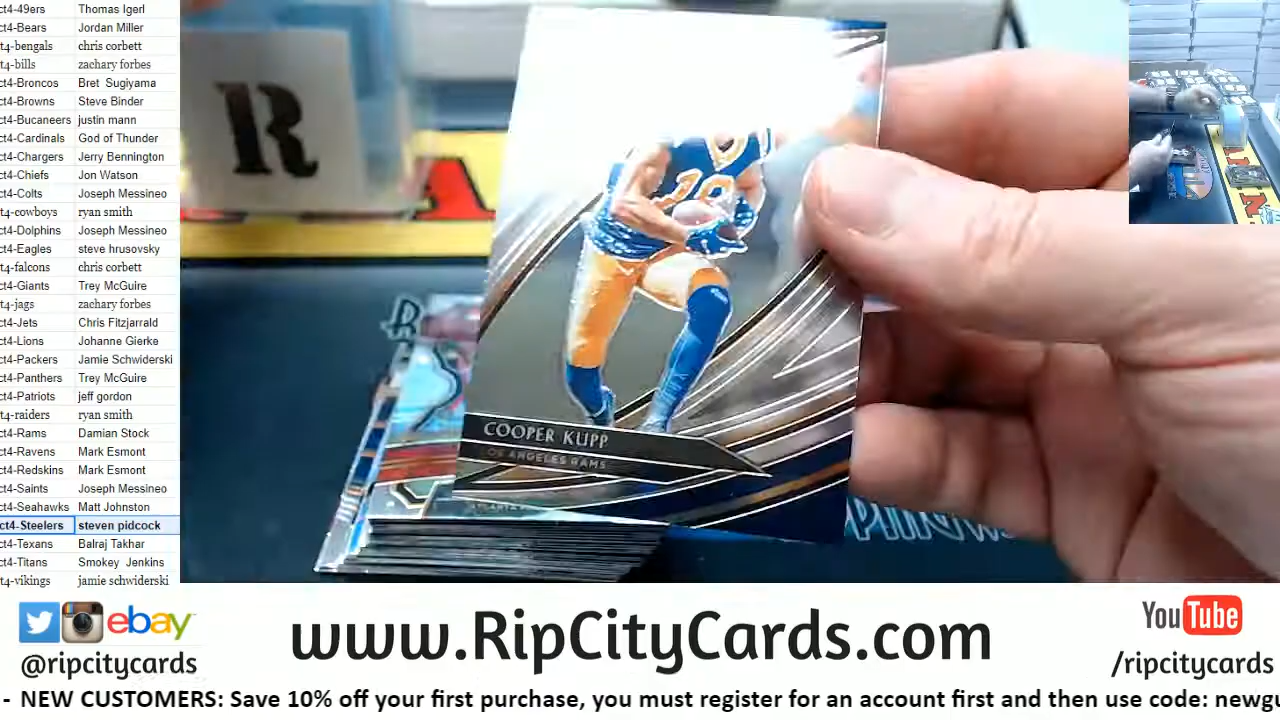 ct4-49ers Thomas Igerl
ct4-Bears Jordan Miller
ct4-bengals chris corbett
ct4-bills zachary forbes
ct4-Broncos Bret Sugiyama
ct4-Browns Steve Binder
ct4-Bucaneers justin mann
ct4-Cardinals God of Thunder
ct4-Chargers Jerry Bennington
ct4-Chiefs Jon Watson
ct4-Colts Joseph Messineo
ct4-cowboys ryan smith
ct4-Dolphins Joseph Messineo
ct4-Eagles steve hrusovsky
ct4-falcons chris corbett
ct4-Giants Trey McGuire
ct4-jags zachary forbes
ct4-Jets Chris Fitzjarrald
ct4-Lions Johanne Gierke
ct4-Packers Jamie Schwiderski
ct4-Panthers Trey McGuire
ct4-Patriots jeff gordon
ct4-raiders ryan smith
ct4-Rams Damian Stock
ct4-Ravens Mark Esmont
ct4-Redskins Mark Esmont
ct4-Saints Joseph Messineo
ct4-Seahawks Matt Johnston
ct4-Steelers steven pidcock
ct4-Texans Balraj Takhar
ct4-Titans Smokey Jenkins
ct4-vikings jamie schwiderski
R
A
18
COOPER KUPP
LOS ANGELES RAMS
ebay
@ripcitycards
www.RipCityCards.com
YouTube
/ripcitycards
- NEW CUSTOMERS: Save 10% off your first purchase, you must register for an account first and then use code: newgu